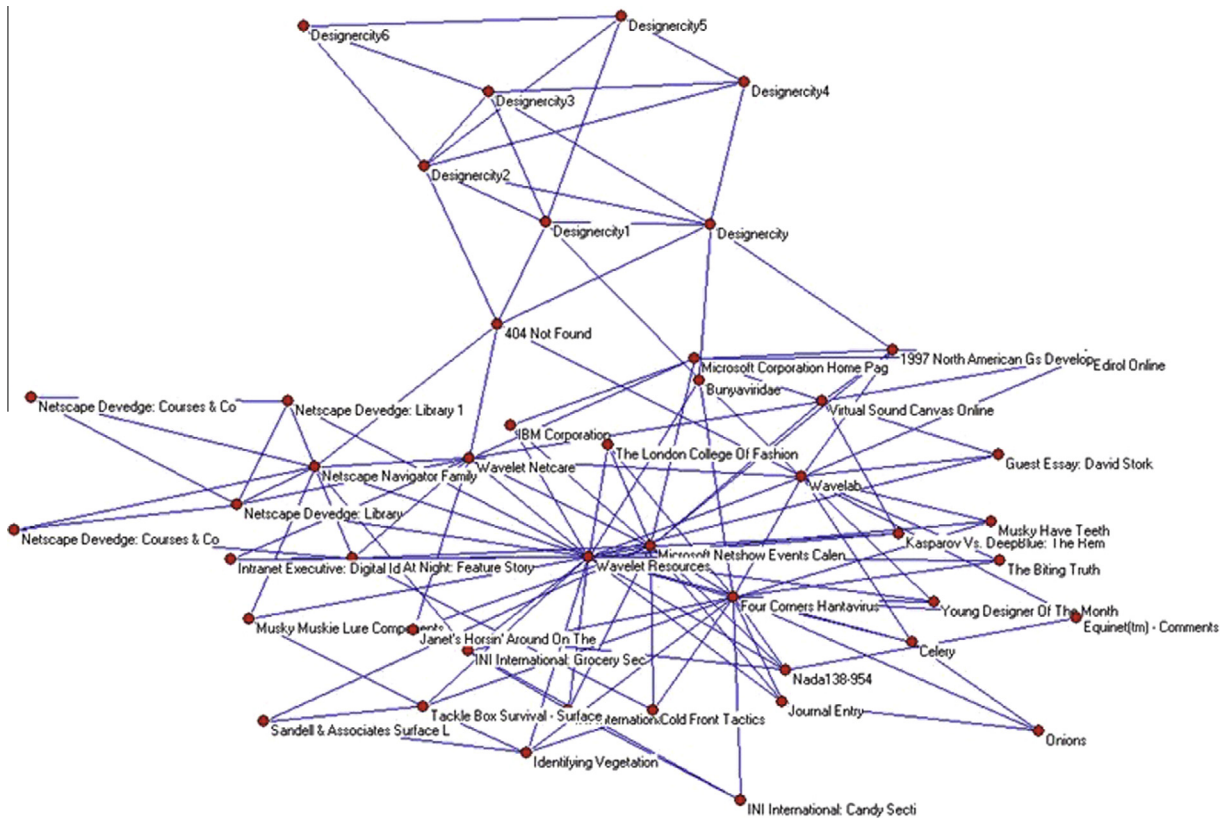 Designercity6
Designercity5
Designercity4
Designercity3
Designercity2
Designercity1
Designercity
404 Not Found
1997 North American Gs Develop
Edirol Online
Microsoft Corporation Home Pag
Bunyaviridae
Netscape Devedge: Courses & Co
Netscape Devedge: Library 1
Virtual Sound Canvas Online
IBM Corporation
The London College Of Fashion
Guest Essay: David Stork
Wavelet Netcare
Netscape Navigator Family
Wavelab
Netscape Devedge: Library
Musky Have Teeth
Netscape Devedge: Courses & Co
Kasparov Vs. DeepBlue: The Rem
Microsoft Netshow Events Calen
Intranet Executive: Digital Id
At Night: Feature Story
Wavelet Resources
The Biting Truth
Four Corners Hantavirus
Young Designer Of The Month
Equinet(tm) - Comments
Musky Muskie Lure Components
Janet's Horsin' Around On The
Celery
INI International: Grocery Sec
Nada138-954
Journal Entry
Tackle Box Survival - Surface
Cold Front Tactics
Sandell & Associates Surface L
Onions
Identifying Vegetation
INI International: Candy Secti